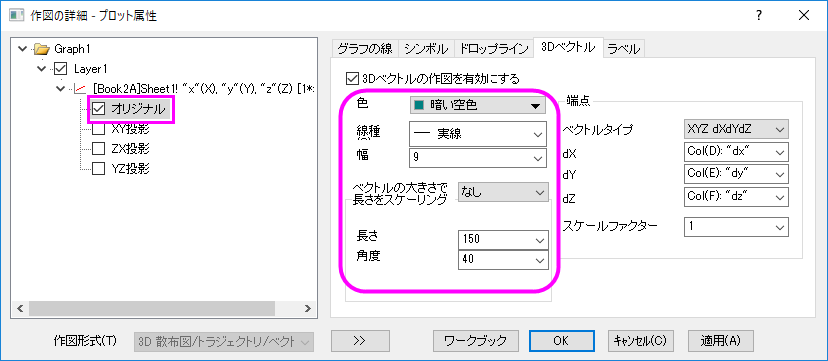 作図の詳細 - プロット属性
Graph1
Layer1
[Book2A]Sheet1! "x"(X), "y"(Y), "z"(Z) [1*:
オリジナル
XY投影
ZX投影
YZ投影
グラフの線 シンボル ドロップライン 3Dベクトル ラベル
3Dベクトルの作図を有効にする
色 暗い空色
線種 実線
幅 9
ベクトルの大きさで
長さをスケーリング なし
長さ 150
角度 40
端点
ベクトルタイプ XYZ dXdYdZ
dX Col(D): "dx"
dY Col(E): "dy"
dZ Col(F): "dz"
スケールファクター 1
作図形式(T) 3D 散布図/トラジェクトリ/ベクト
>> ワークブック OK キャンセル(C) 適用(A)